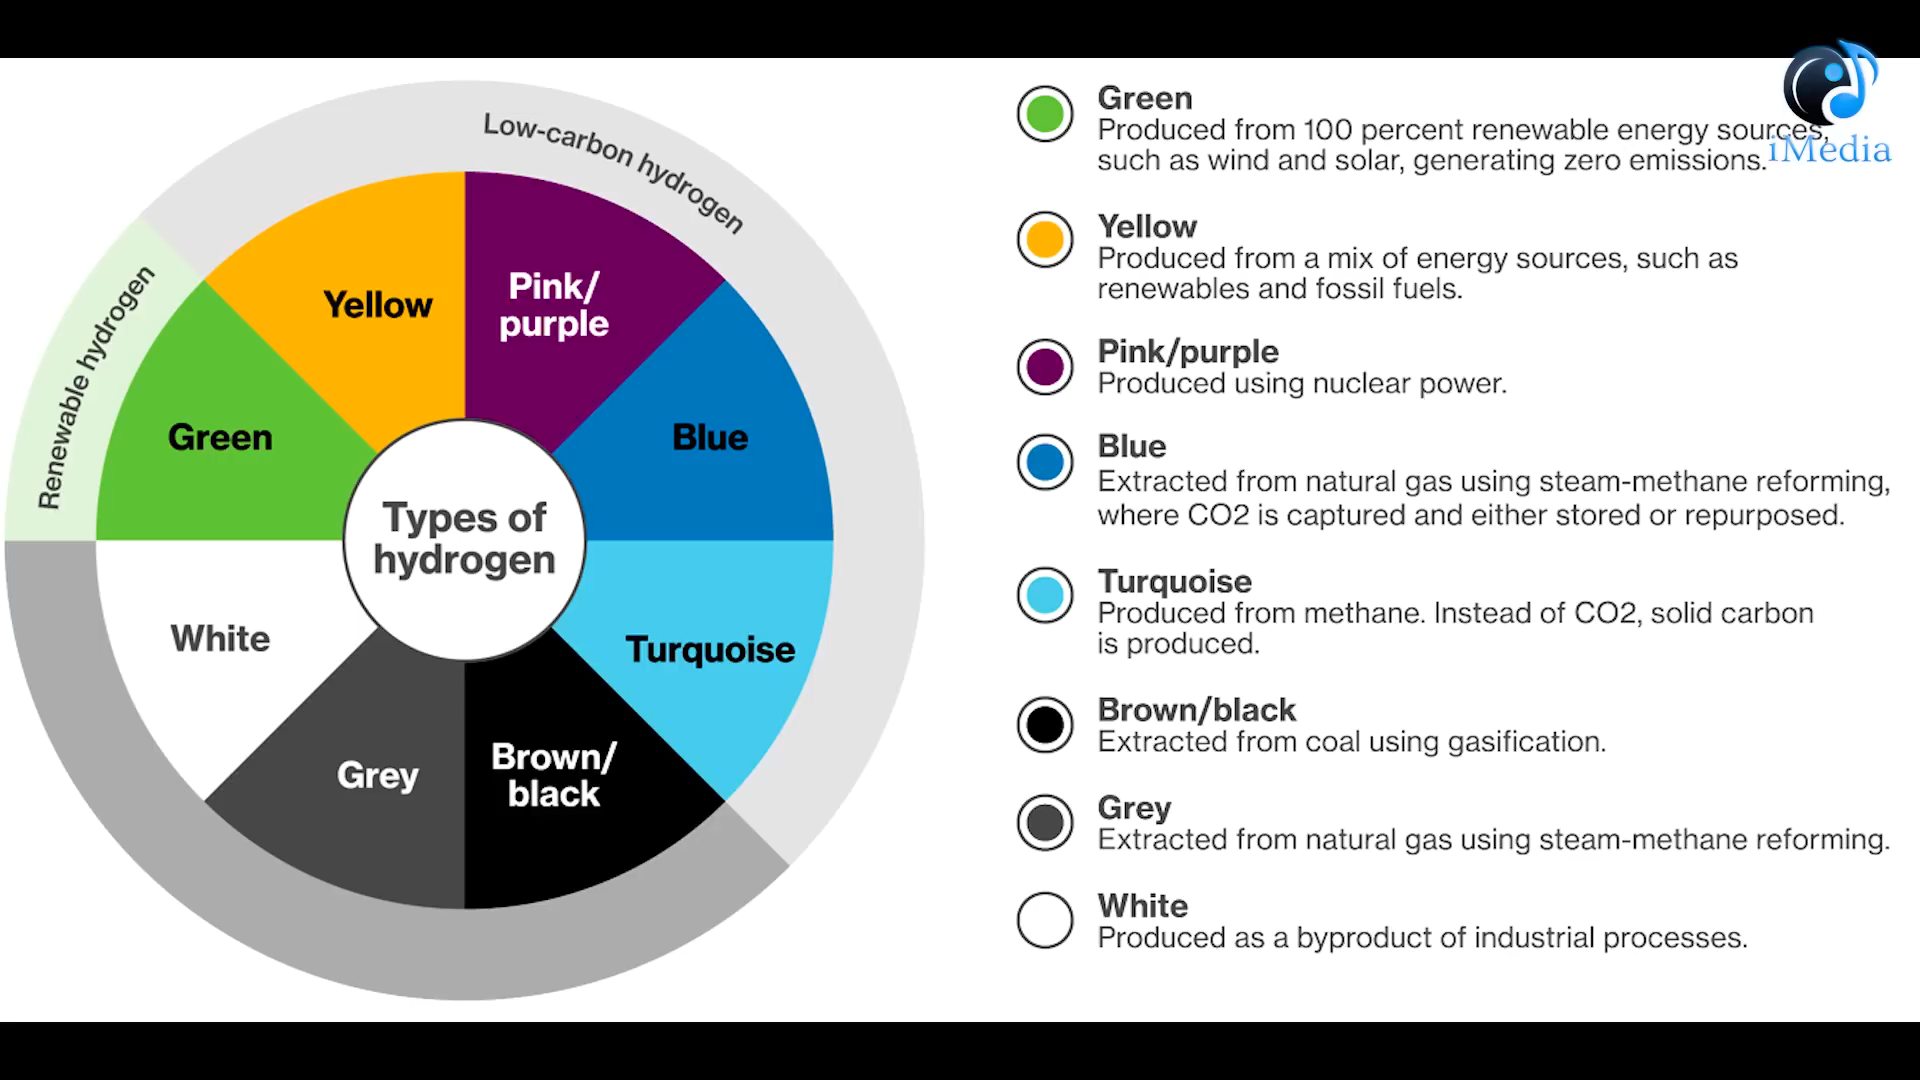 Low-carbon hydrogen
Renewable hydrogen
Yellow
Pink/
purple
Green
Blue
Types of
hydrogen
White
Turquoise
Grey
Brown/
black
Green
Produced from 100 percent renewable energy sources,
such as wind and solar, generating zero emissions.
Yellow
Produced from a mix of energy sources, such as
renewables and fossil fuels.
Pink/purple
Produced using nuclear power.
Blue
Extracted from natural gas using steam-methane reforming,
where CO2 is captured and either stored or repurposed.
Turquoise
Produced from methane. Instead of CO2, solid carbon
is produced.
Brown/black
Extracted from coal using gasification.
Grey
Extracted from natural gas using steam-methane reforming.
White
Produced as a byproduct of industrial processes.
iMedia